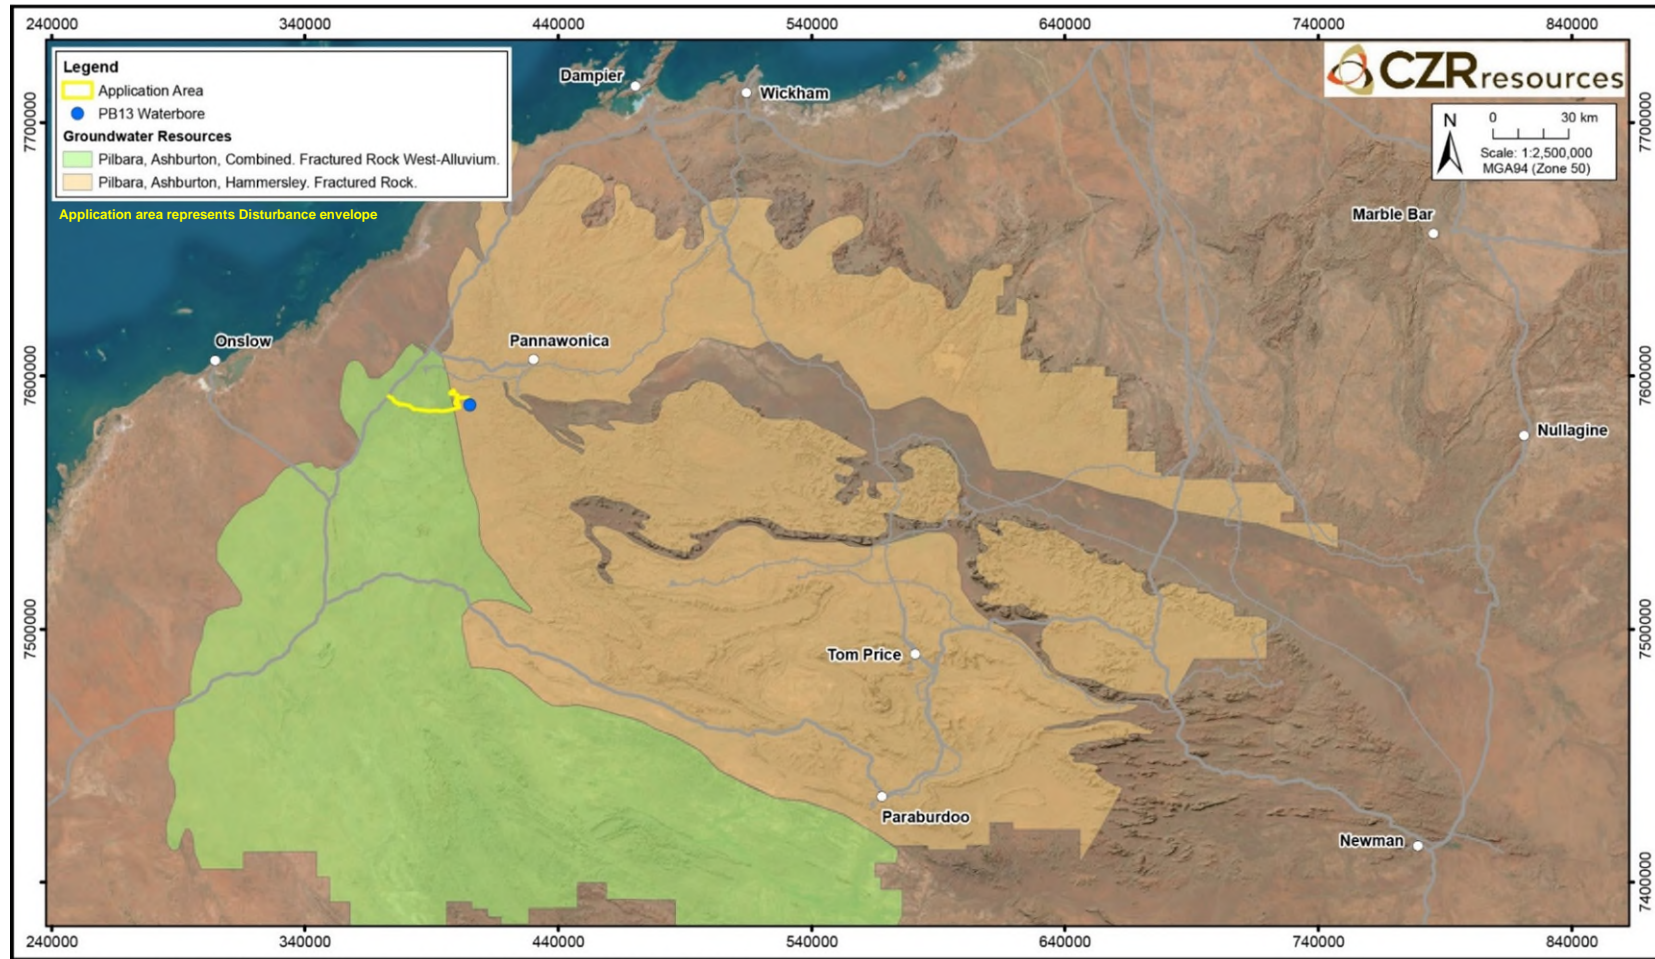 240000 340000 440000 540000 640000 740000 840000
Legend
Application Area
PB13 Waterbore
Groundwater Resources
Pilbara, Ashburton, Combined. Fractured Rock West-Alluvium.
Pilbara, Ashburton, Hammersley. Fractured Rock.
Application area represents Disturbance envelope
CZR resources
N
0 30 km
Scale: 1:2,500,000
MGA94 (Zone 50)
Dampier
Wickham
Marble Bar
Onslow
Pannawonica
Nullagine
Tom Price
Paraburdoo
Newman
7700000
7600000
7500000
7700000
7600000
7500000
7400000
240000 340000 440000 540000 640000 740000 840000